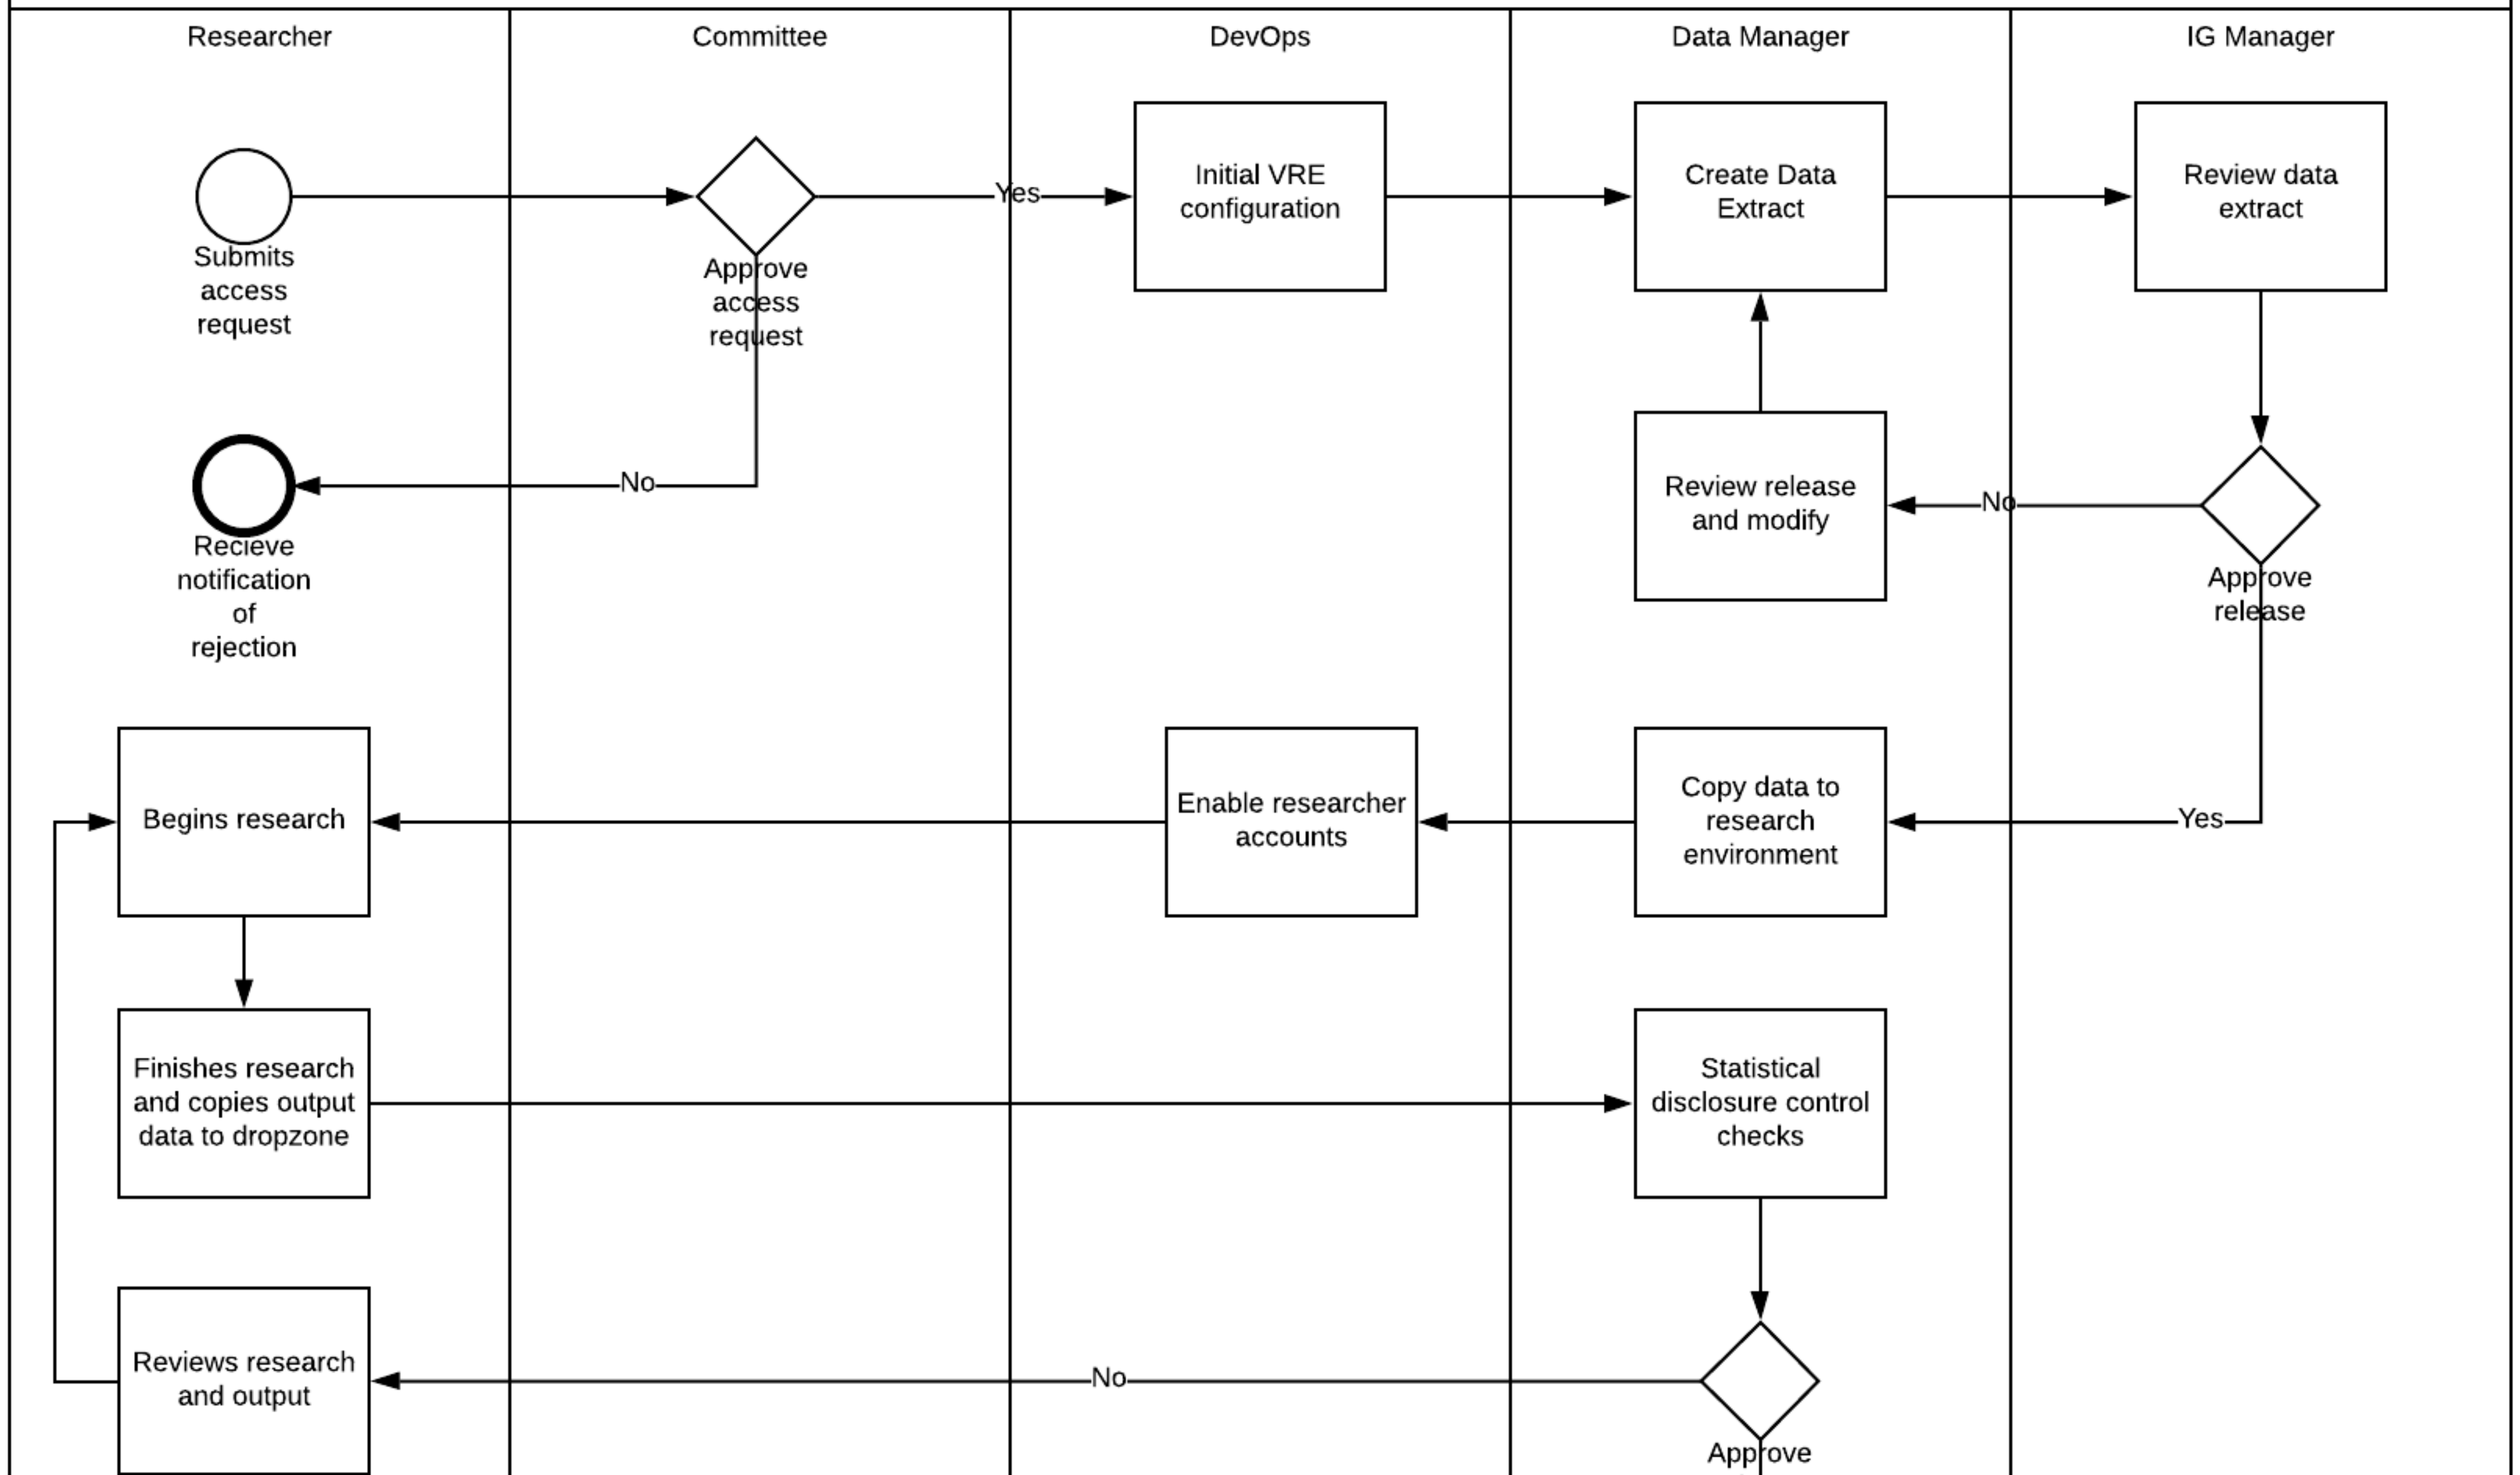 Researcher
Committee
DevOps
Data Manager
IG Manager
Submits
access
request
Approve
access
request
Yes
Initial VRE
configuration
Create Data
Extract
Review data
extract
No
Recieve
notification
of
rejection
Review release
and modify
No
Approve
release
Begins research
Enable researcher
accounts
Copy data to
research
environment
Yes
Finishes research
and copies output
data to dropzone
Statistical
disclosure control
checks
Reviews research
and output
No
Approve